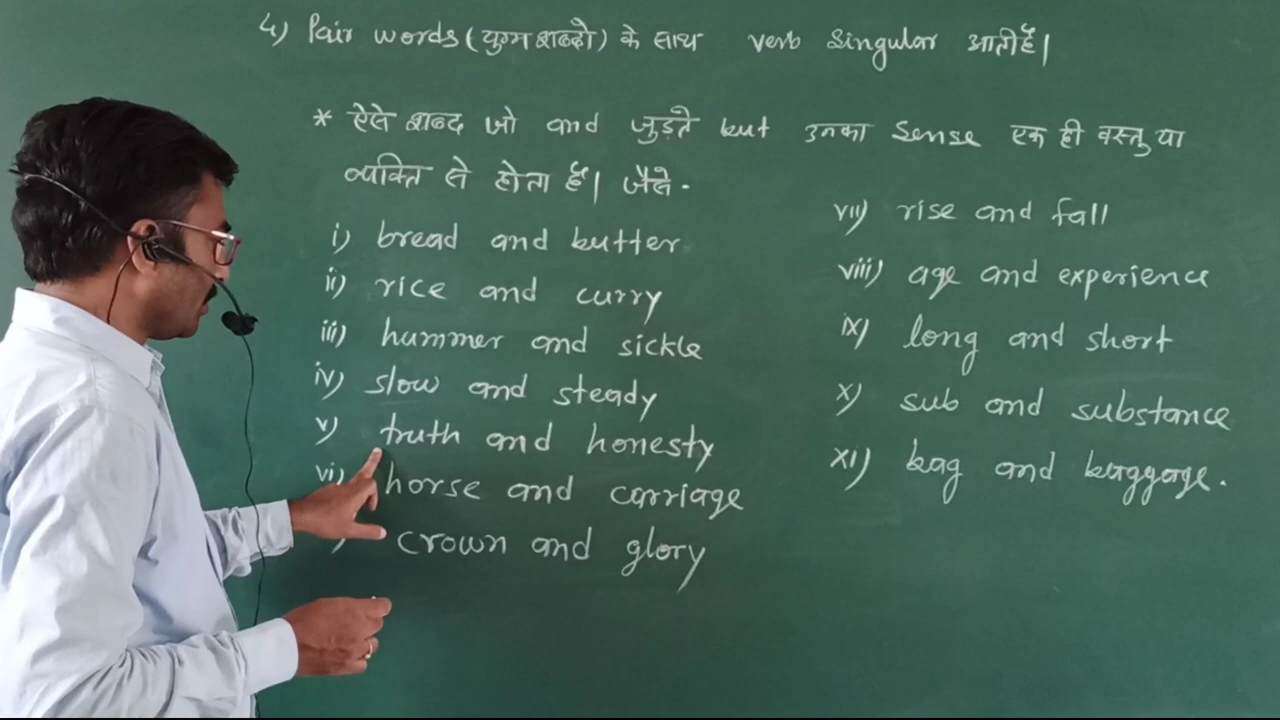 4) Pair words (युग्म शब्दो) के साथ verb singular आती है।
* ऐसे शब्द जो and जुड़ते but उनका sense एक ही वस्तु या
व्यक्ति से होता है। जैसे-
i) bread and butter
ii) rice and curry
iii) hummer and sickle
iv) slow and steady
v) truth and honesty
vi) horse and carriage
) crown and glory
vii) rise and fall
viii) age and experience
ix) long and short
x) sub and substance
xi) bag and baggage.